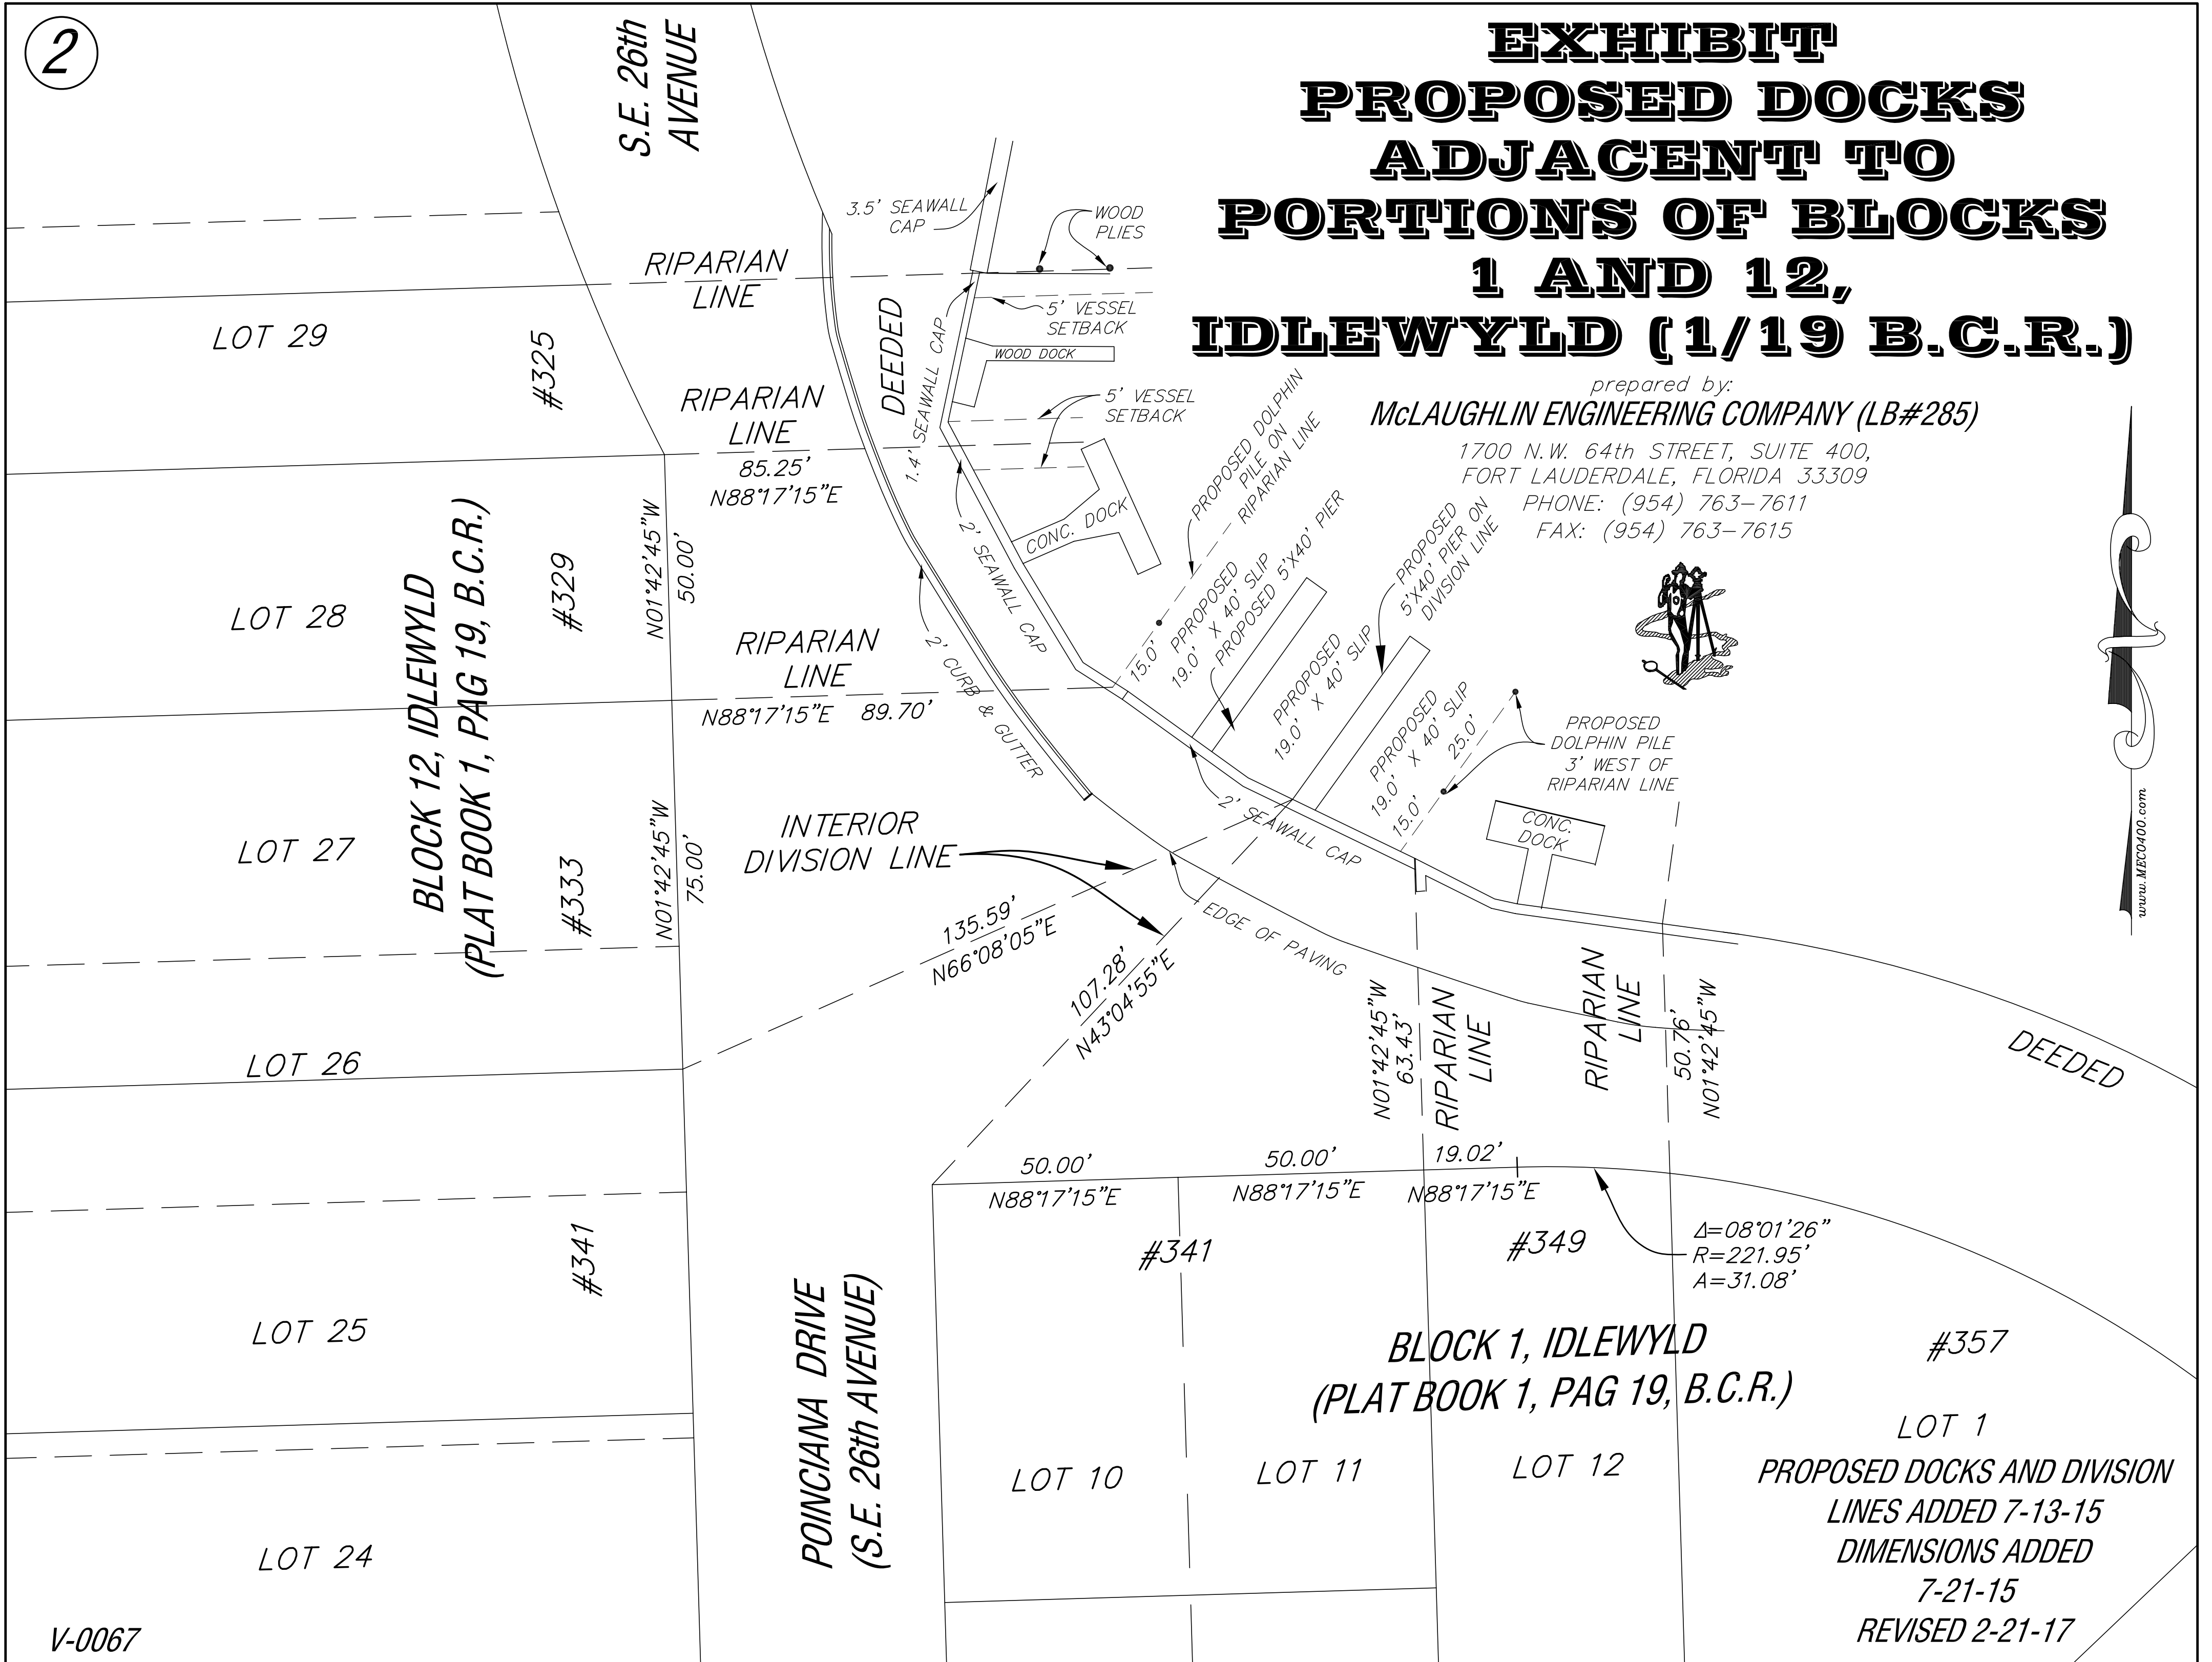 2
S.E. 26th
AVENUE
EXHIBIT
PROPOSED DOCKS
ADJACENT TO
PORTIONS OF BLOCKS
1 AND 12,
IDLEWYLD (1/19 B.C.R.)
prepared by:
McLAUGHLIN ENGINEERING COMPANY (LB#285)
1700 N.W. 64th STREET, SUITE 400,
FORT LAUDERDALE, FLORIDA 33309
PHONE: (954) 763-7611
FAX: (954) 763-7615
www.MECO400.com
3.5' SEAWALL
CAP
WOOD
PLIES
RIPARIAN
LINE
DEEDED
1.4' SEAWALL CAP
5' VESSEL
SETBACK
WOOD DOCK
LOT 29
#325
RIPARIAN
LINE
85.25'
N88°17'15"E
5' VESSEL
SETBACK
2' SEAWALL CAP
CONC. DOCK
PROPOSED DOLPHIN
PILE ON
RIPARIAN LINE
15.0'
PPROPOSED
19.0' X 40' SLIP
PROPOSED 5'X40' PIER
PPROPOSED
19.0' X 40' SLIP
PROPOSED
5'X40' PIER ON
DIVISION LINE
PPROPOSED
19.0' X 40' SLIP
15.0'
25.0'
PROPOSED
DOLPHIN PILE
3' WEST OF
RIPARIAN LINE
CONC.
DOCK
BLOCK 12, IDLEWYLD
(PLAT BOOK 1, PAG 19, B.C.R.)
LOT 28
#329
N01°42'45"W
50.00'
RIPARIAN
LINE
N88°17'15"E 89.70'
2' CURB & GUTTER
2' SEAWALL CAP
LOT 27
#333
N01°42'45"W
75.00'
INTERIOR
DIVISION LINE
135.59'
N66°08'05"E
107.28'
N43°04'55"E
EDGE OF PAVING
N01°42'45"W
63.43'
RIPARIAN
LINE
RIPARIAN
LINE
50.76'
N01°42'45"W
DEEDED
LOT 26
50.00'
N88°17'15"E
50.00'
N88°17'15"E
19.02'
N88°17'15"E
#341
LOT 25
#341
#349
Δ=08°01'26"
R=221.95'
A=31.08'
POINCIANA DRIVE
(S.E. 26th AVENUE)
BLOCK 1, IDLEWYLD
(PLAT BOOK 1, PAG 19, B.C.R.)
#357
LOT 1
LOT 10
LOT 11
LOT 12
LOT 24
PROPOSED DOCKS AND DIVISION
LINES ADDED 7-13-15
DIMENSIONS ADDED
7-21-15
REVISED 2-21-17
V-0067